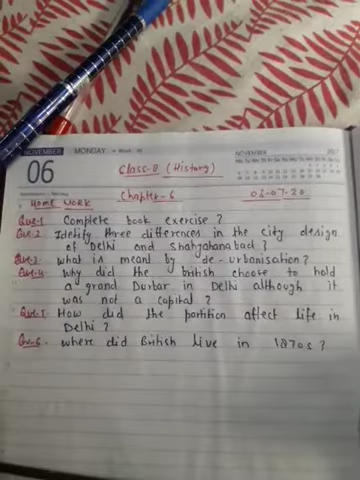 NOVEMBER MONDAY
06
NOVEMBER 2017
Class-8 (History)
Chapter-6 02-07-20
HOME WORK
Que-1 Complete book exercise ?
Que-2 Identify three differences in the city design
of Delhi and Shahjahanabad ?
Que-3 what is meant by de-urbanisation ?
Que-4 Why did the british choose to hold
a grand Durbar in Delhi although it
was not a capital ?
Que-5 How did the partition affect life in
Delhi ?
Que-6 where did British live in 1870s ?